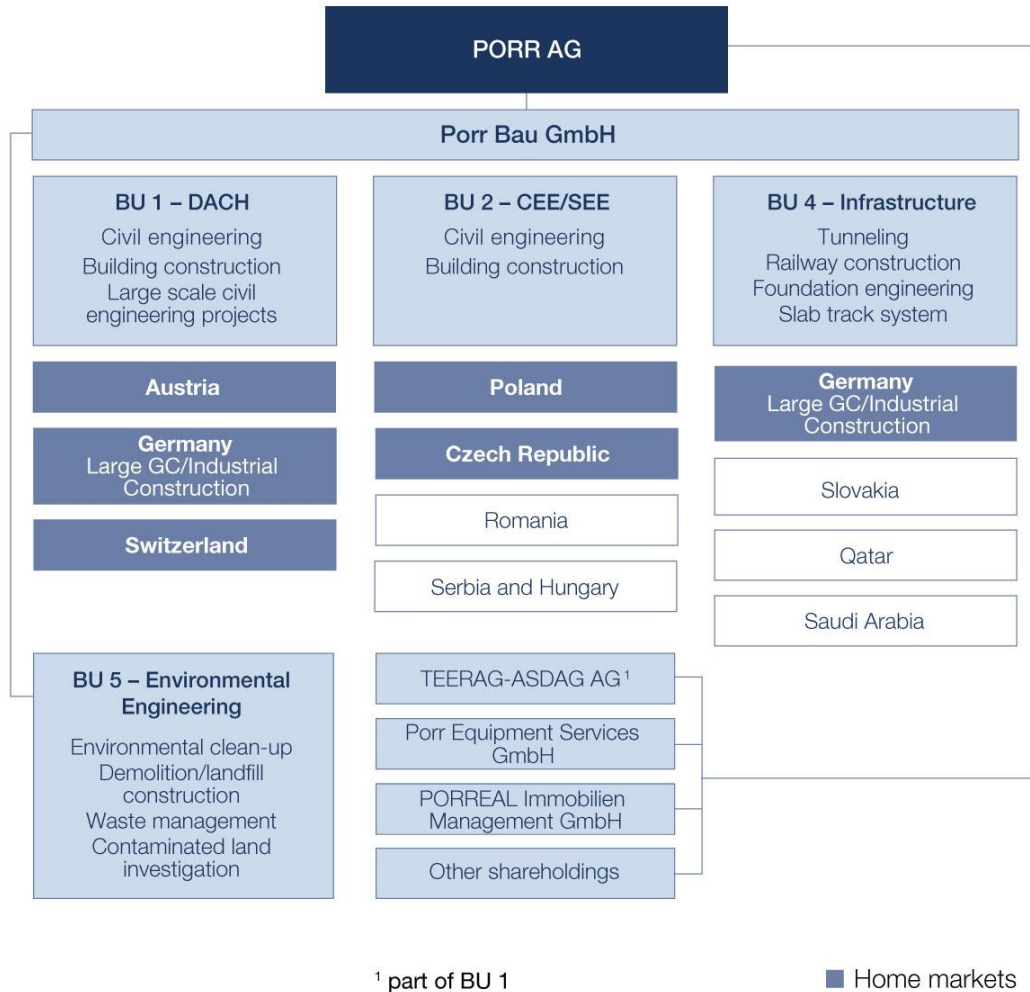 PORR AG
Porr Bau GmbH
BU 1 – DACH
Civil engineering
Building construction
Large scale civil
engineering projects
BU 2 – CEE/SEE
Civil engineering
Building construction
BU 4 – Infrastructure
Tunneling
Railway construction
Foundation engineering
Slab track system
Austria
Germany
Large GC/Industrial
Construction
Switzerland
Poland
Czech Republic
Romania
Serbia and Hungary
Germany
Large GC/Industrial
Construction
Slovakia
Qatar
Saudi Arabia
BU 5 – Environmental
Engineering
Environmental clean-up
Demolition/landfill
construction
Waste management
Contaminated land
investigation
TEERAG-ASDAG AG¹
Porr Equipment Services
GmbH
PORREAL Immobilien
Management GmbH
Other shareholdings
¹ part of BU 1
Home markets